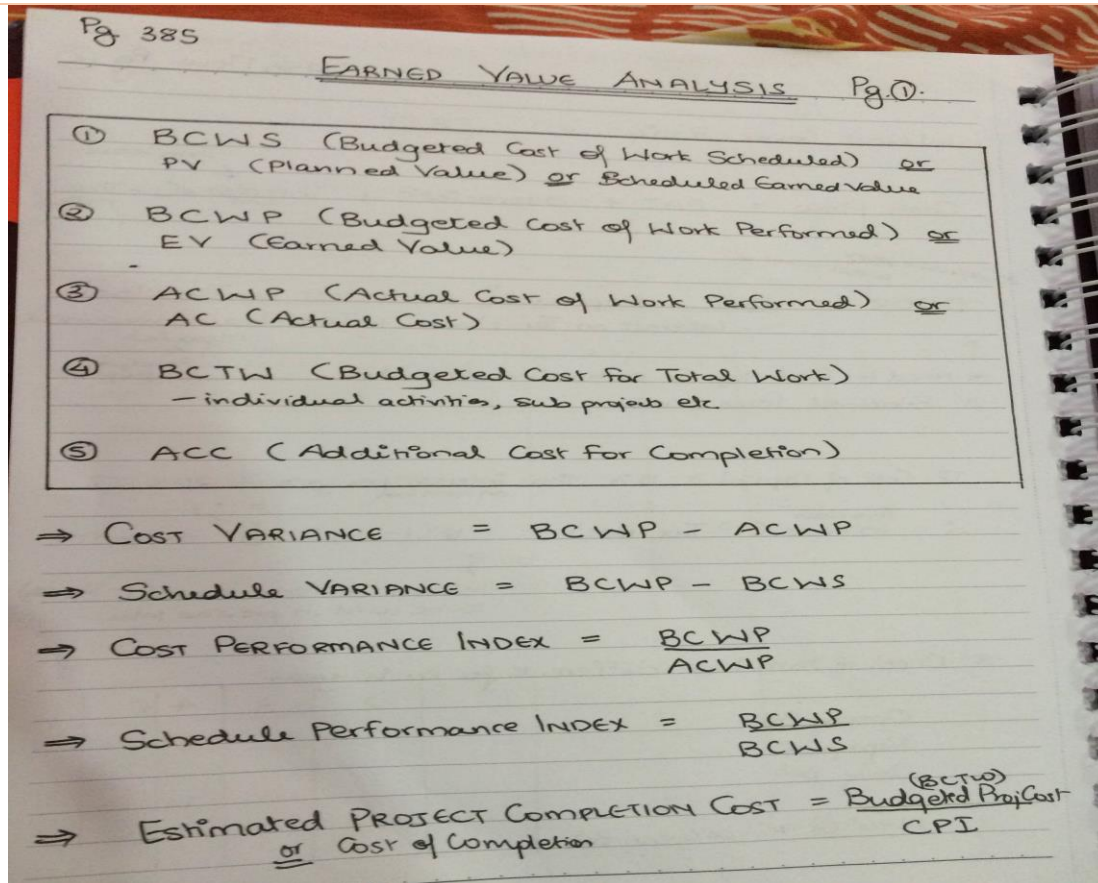 Pg 385
EARNED VALUE ANALYSIS Pg.①.
① BCWS (Budgeted Cost of Work Scheduled) or
PV (Planned Value) or Scheduled Earned Value
② BCWP (Budgeted Cost of Work Performed) or
EV (Earned Value)
③ ACWP (Actual Cost of Work Performed) or
AC (Actual Cost)
④ BCTW (Budgeted Cost for Total Work)
- individual activities, sub projects etc
⑤ ACC (Additional Cost for Completion)
⇒ COST VARIANCE = BCWP - ACWP
⇒ Schedule VARIANCE = BCWP - BCWS
⇒ COST PERFORMANCE INDEX = BCWP
ACWP
⇒ Schedule Performance INDEX = BCWP
BCWS
(BCTW)
⇒ Estimated PROJECT COMPLETION COST = Budgeted Proj Cost
or Cost of Completion CPI